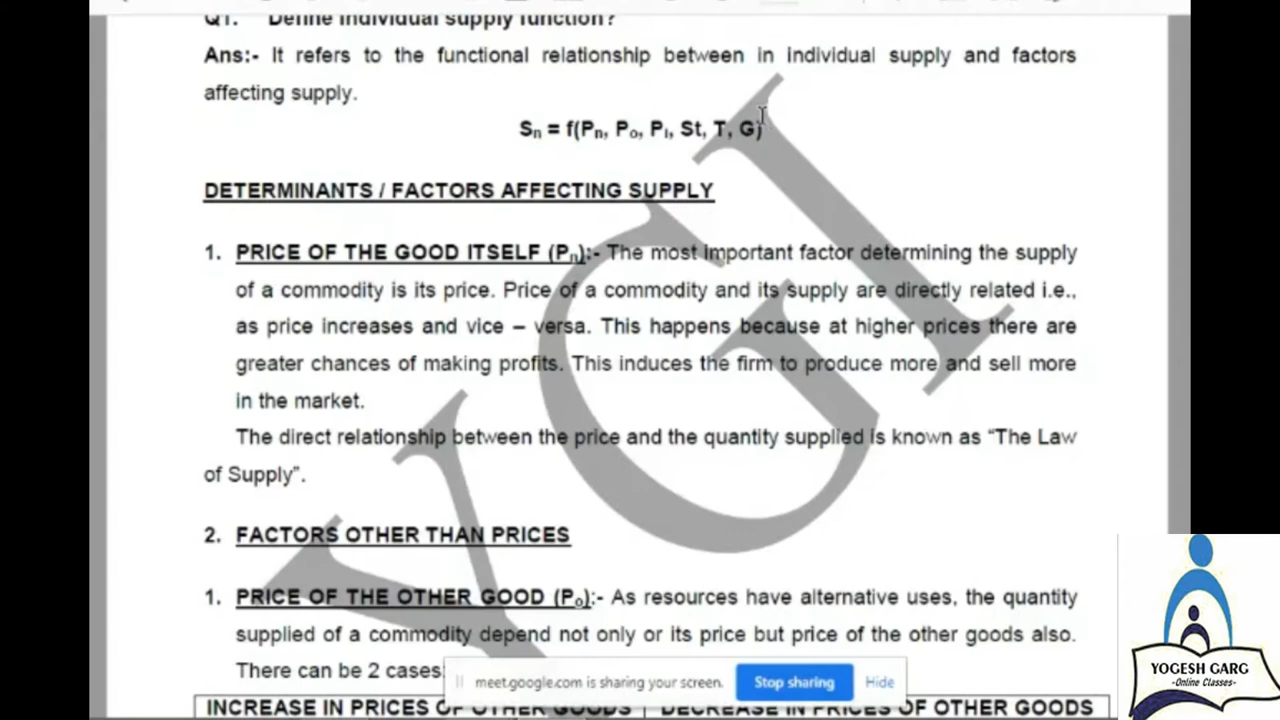 Q1. Define individual supply function?
Ans:- It refers to the functional relationship between in individual supply and factors
affecting supply.
Sn = f(Pn, Po, PI, St, T, G)
DETERMINANTS / FACTORS AFFECTING SUPPLY
1. PRICE OF THE GOOD ITSELF (Pn):- The most important factor determining the supply
of a commodity is its price. Price of a commodity and its supply are directly related i.e.,
as price increases and vice – versa. This happens because at higher prices there are
greater chances of making profits. This induces the firm to produce more and sell more
in the market.
The direct relationship between the price and the quantity supplied is known as “The Law
of Supply”.
2. FACTORS OTHER THAN PRICES
1. PRICE OF THE OTHER GOOD (Po):- As resources have alternative uses, the quantity
supplied of a commodity depend not only or its price but price of the other goods also.
There can be 2 cases:
INCREASE IN PRICES OF OTHER GOODS DECREASE IN PRICES OF OTHER GOODS
YGI
meet.google.com is sharing your screen. Stop sharing Hide
YOGESH GARG
-Online Classes-